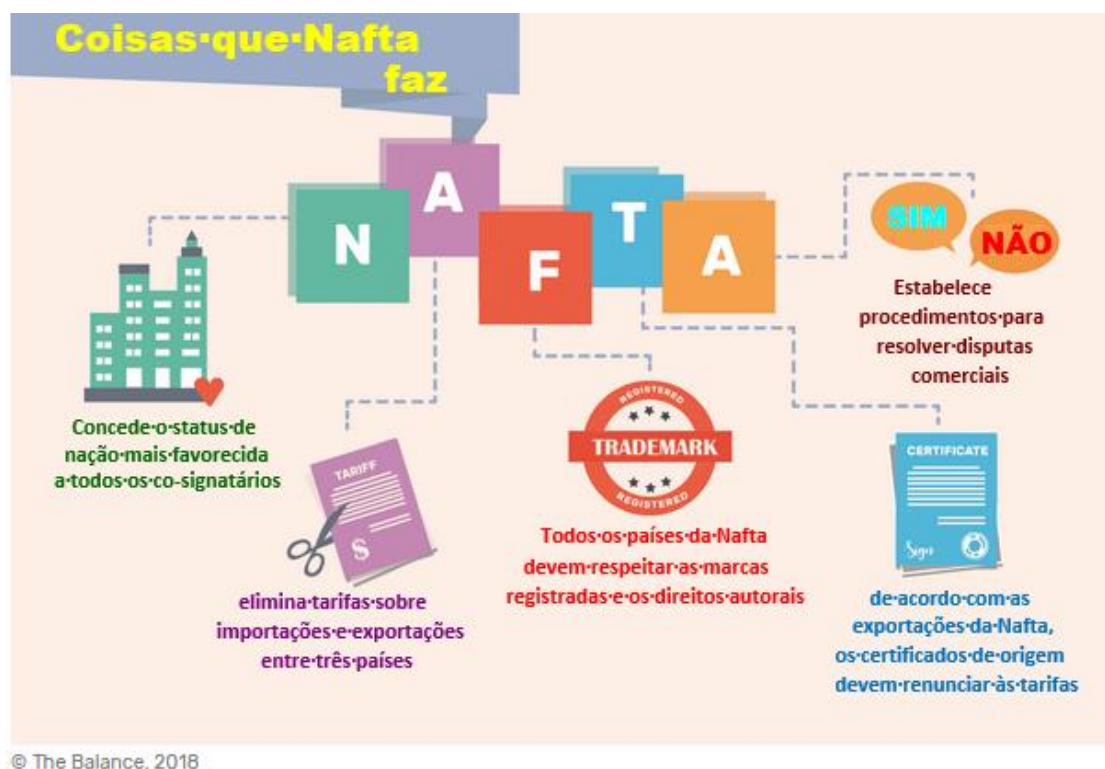 Coisas·que·Nafta
faz
N
A
F
T
A
SIM
NÃO
Estabelece
procedimentos·para
resolver·disputas
comerciais
Concede·o·status·de
nação·mais·favorecida
a·todos·os·co-signatários
TARIFF
$
elimina·tarifas·sobre
importações·e·exportações
entre·três·países
REGISTERED
TRADEMARK
REGISTERED
Todos·os·países·da·Nafta
devem·respeitar·as·marcas
registradas·e·os·direitos·autorais
CERTIFICATE
Sign
de·acordo·com·as
exportações·da·Nafta,
os·certificados·de·origem
devem·renunciar·às·tarifas
© The Balance, 2018